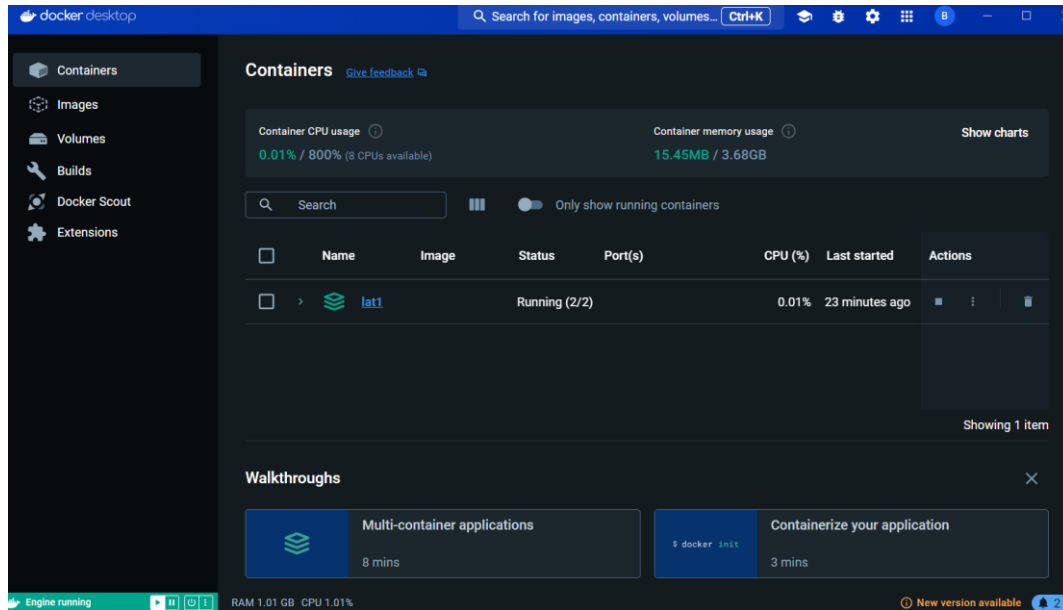 docker desktop
Search for images, containers, volumes... Ctrl+K
B
Containers
Images
Volumes
Builds
Docker Scout
Extensions
Containers Give feedback
Container CPU usage
0.01% / 800% (8 CPUs available)
Container memory usage
15.45MB / 3.68GB
Show charts
Search
Only show running containers
Name Image Status Port(s) CPU (%) Last started Actions
lat1 Running (2/2) 0.01% 23 minutes ago
Showing 1 item
Walkthroughs
Multi-container applications
8 mins
$ docker init
Containerize your application
3 mins
Engine running
RAM 1.01 GB CPU 1.01%
New version available
2